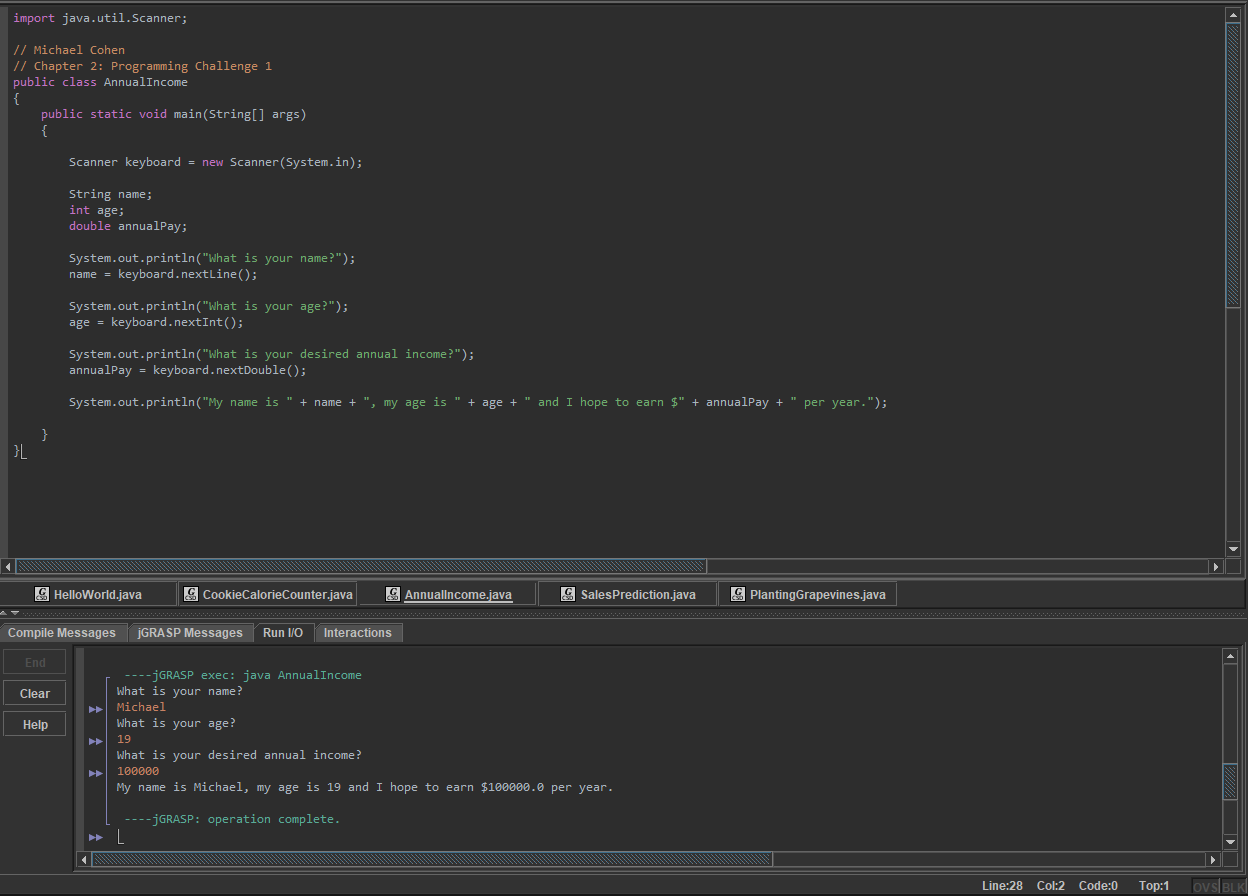 import java.util.Scanner;
// Michael Cohen
// Chapter 2: Programming Challenge 1
public class AnnualIncome
{
public static void main(String[] args)
{
Scanner keyboard = new Scanner(System.in);
String name;
int age;
double annualPay;
System.out.println("What is your name?");
name = keyboard.nextLine();
System.out.println("What is your age?");
age = keyboard.nextInt();
System.out.println("What is your desired annual income?");
annualPay = keyboard.nextDouble();
System.out.println("My name is " + name + ", my age is " + age + " and I hope to earn $" + annualPay + " per year.");
}
}
HelloWorld.java CookieCalorieCounter.java AnnualIncome.java SalesPrediction.java PlantingGrapevines.java
Compile Messages jGRASP Messages Run I/O Interactions
End
Clear
Help
----jGRASP exec: java AnnualIncome
What is your name?
Michael
What is your age?
19
What is your desired annual income?
100000
My name is Michael, my age is 19 and I hope to earn $100000.0 per year.
----jGRASP: operation complete.
Line:28 Col:2 Code:0 Top:1 OVS BLK